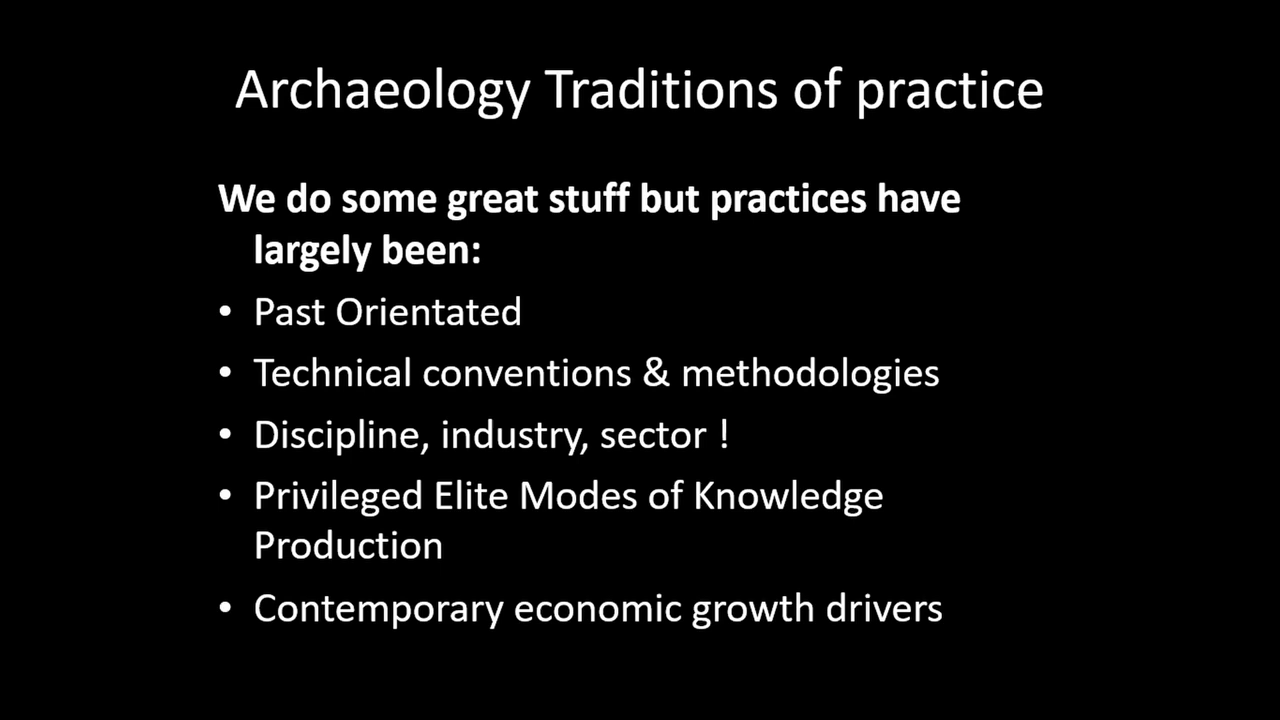 Archaeology Traditions of practice
We do some great stuff but practices have
largely been:
• Past Orientated
• Technical conventions & methodologies
• Discipline, industry, sector !
• Privileged Elite Modes of Knowledge
Production
• Contemporary economic growth drivers